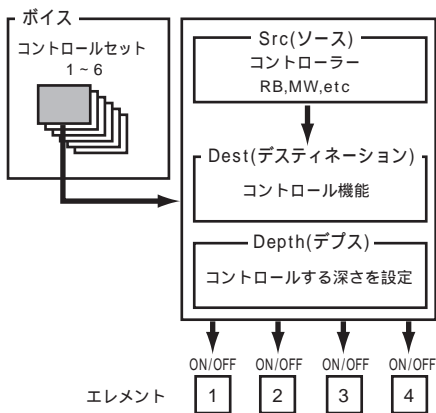 ボイス
コントロールセット
1～6
Src(ソース)
コントローラー
RB,MW,etc
Dest(デスティネーション)
コントロール機能
Depth(デプス)
コントロールする深さを設定
ON/OFF ON/OFF ON/OFF ON/OFF
エレメント 1 2 3 4